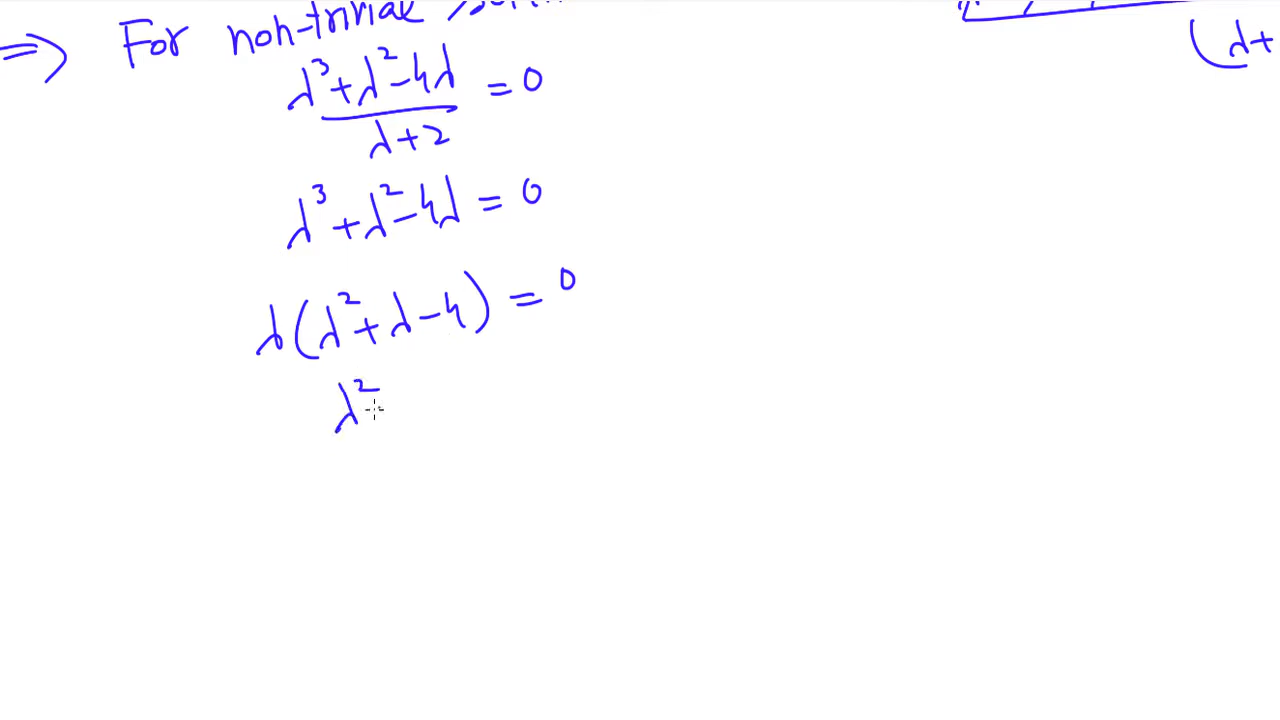 ⇒ For non-trivial
λ³+λ²-4λ = 0
λ+2
(λ+
λ³+λ²-4λ = 0
λ(λ²+λ-4) = 0
λ²